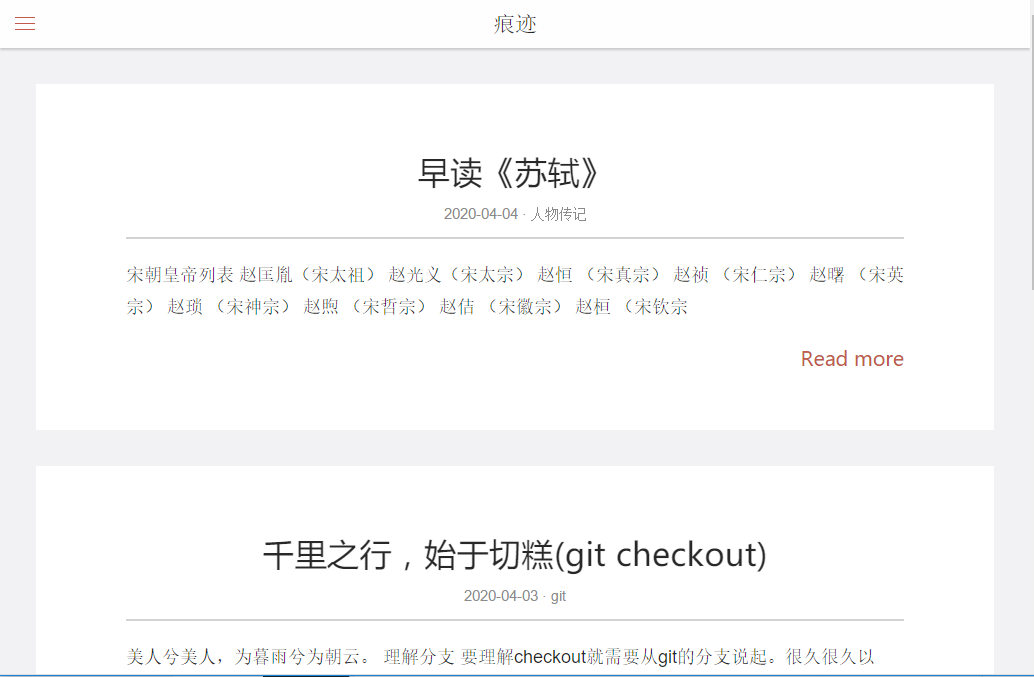 痕迹
早读《苏轼》
2020-04-04 · 人物传记
宋朝皇帝列表 赵匡胤（宋太祖） 赵光义（宋太宗） 赵恒 （宋真宗） 赵祯 （宋仁宗） 赵曙 （宋英
宗） 赵琐 （宋神宗） 赵煦 （宋哲宗） 赵佶 （宋徽宗） 赵桓 （宋钦宗
Read more
千里之行，始于切糕(git checkout)
2020-04-03 · git
美人兮美人，为暮雨兮为朝云。 理解分支 要理解checkout就需要从git的分支说起。很久很久以